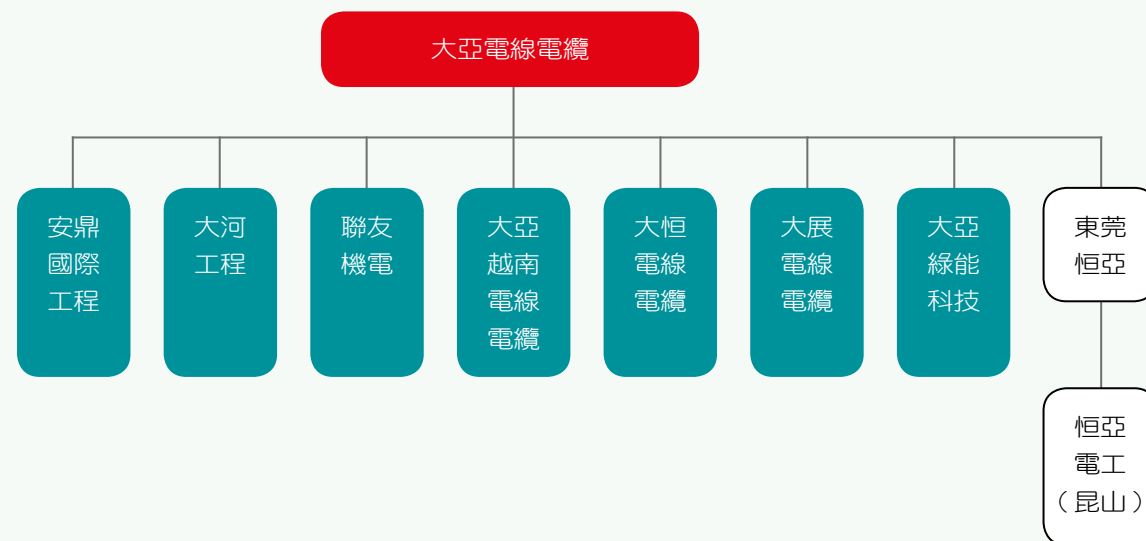 大亞電線電纜
安鼎
國際
工程
大河
工程
聯友
機電
大亞
越南
電線
電纜
大恒
電線
電纜
大展
電線
電纜
大亞
綠能
科技
東莞
恒亞
恒亞
電工
（昆山）